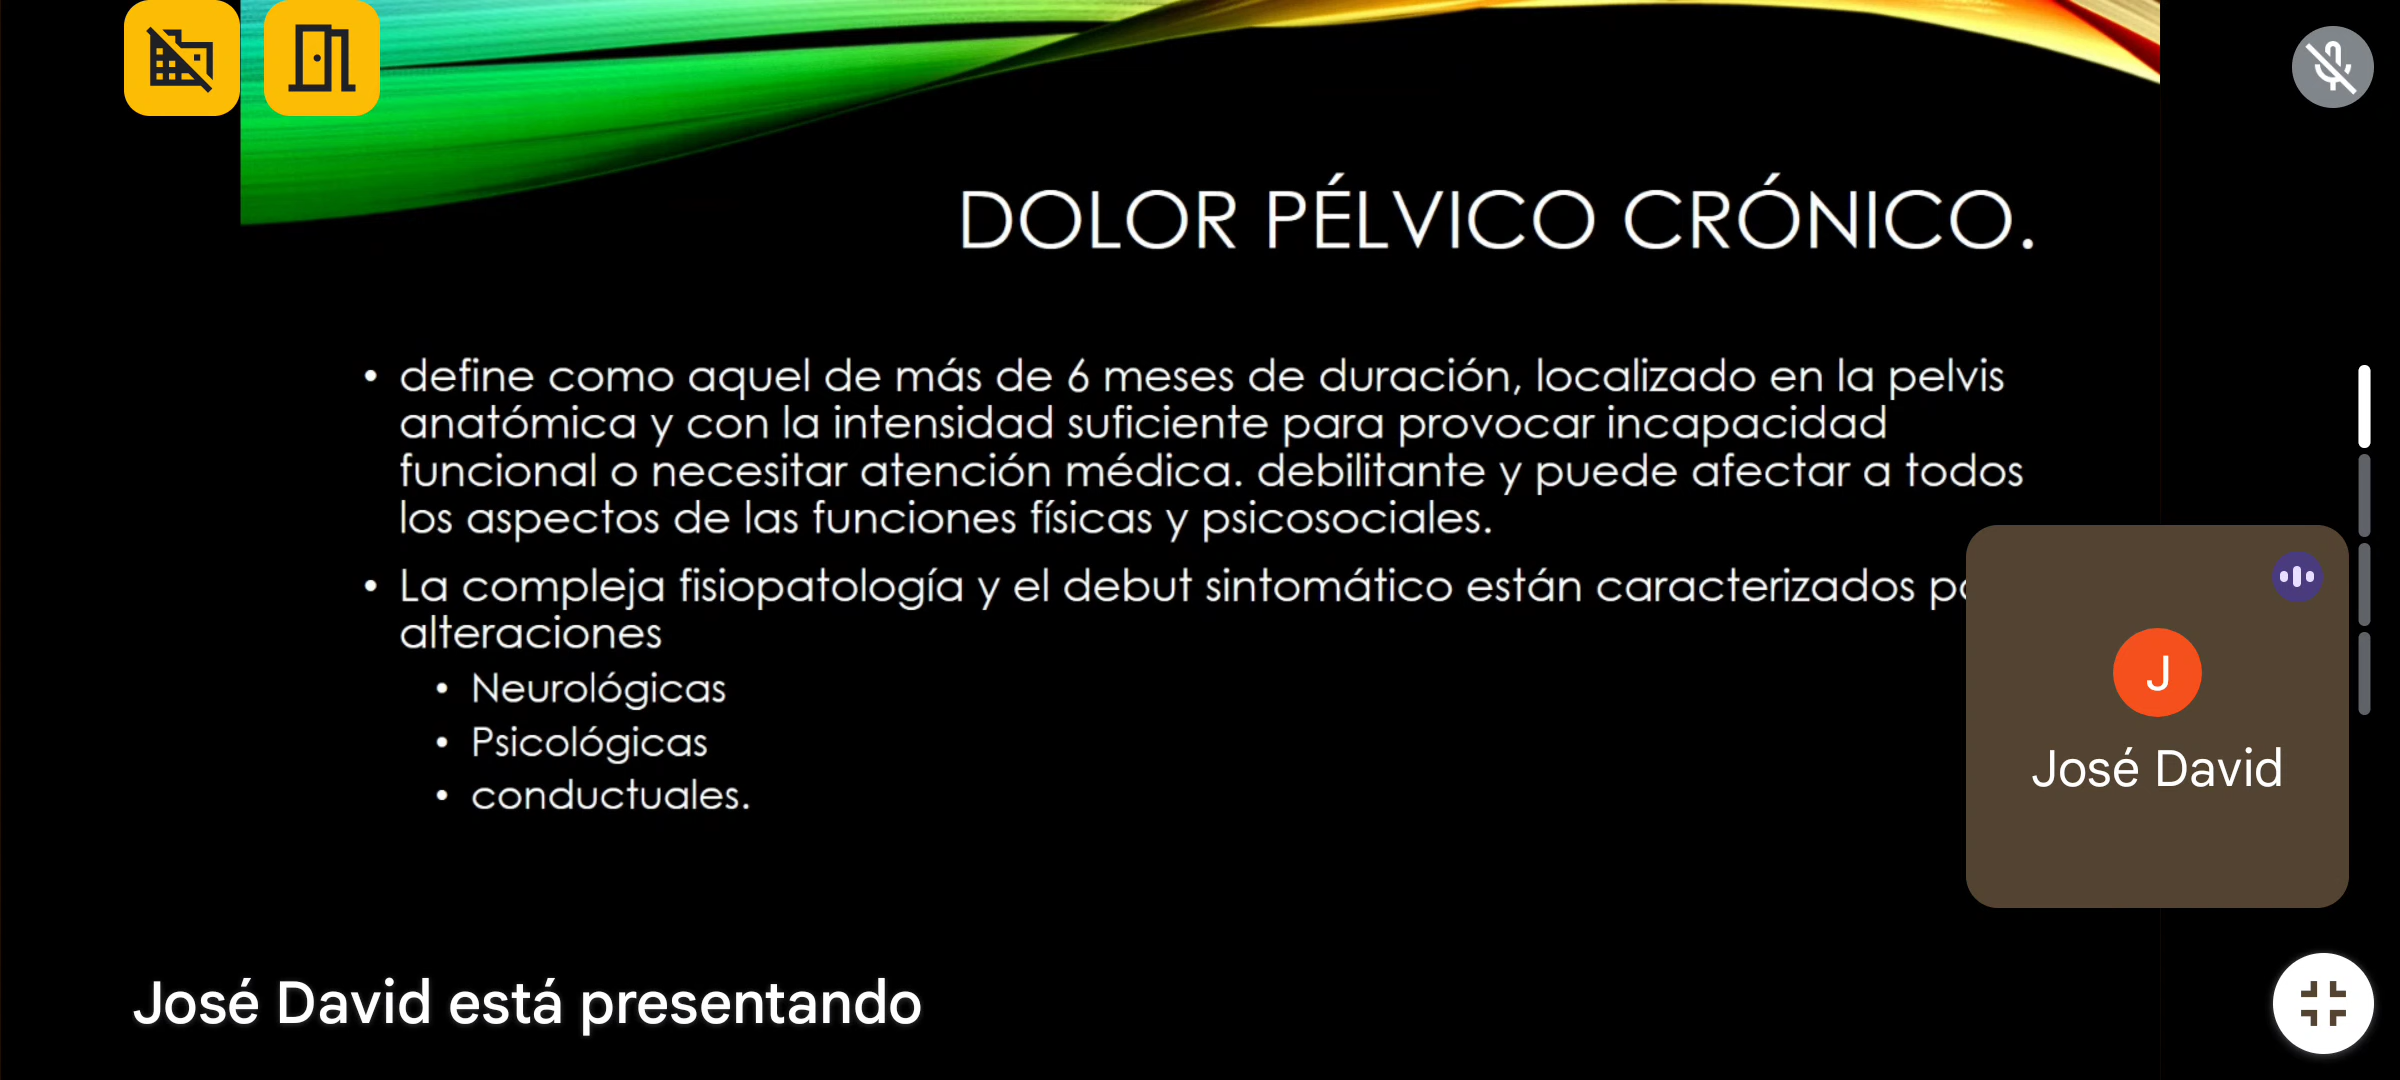 DOLOR PÉLVICO CRÓNICO.
• define como aquel de más de 6 meses de duración, localizado en la pelvis
anatómica y con la intensidad suficiente para provocar incapacidad
funcional o necesitar atención médica. debilitante y puede afectar a todos
los aspectos de las funciones físicas y psicosociales.
• La compleja fisiopatología y el debut sintomático están caracterizados
alteraciones
• Neurológicas
• Psicológicas
• conductuales.
J
José David
José David está presentando